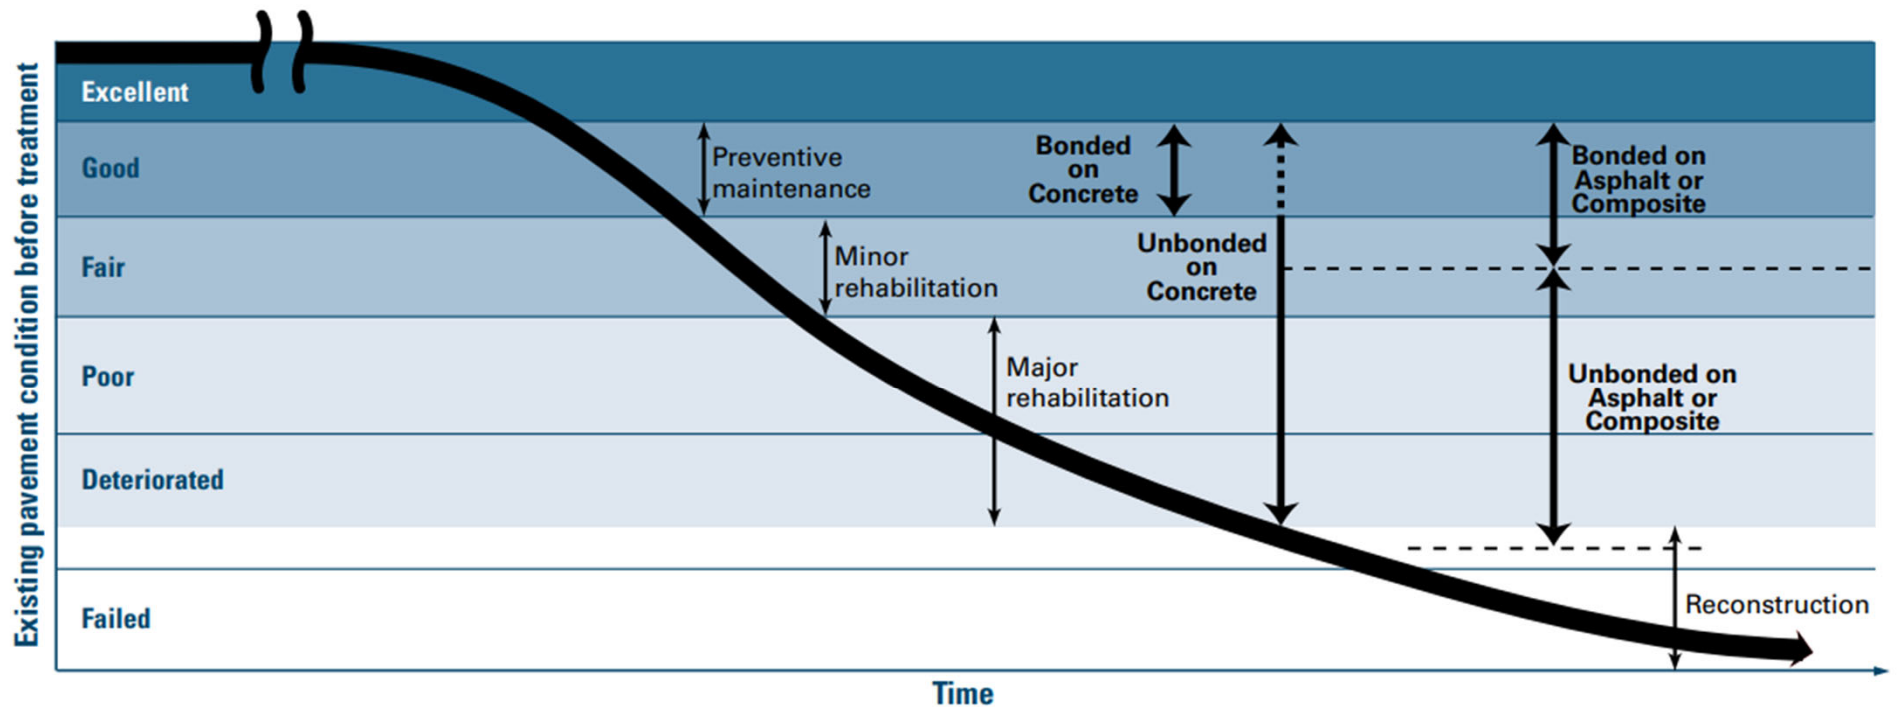 Existing pavement condition before treatment
Excellent
Good
Preventive
maintenance
Bonded
on
Concrete
Bonded on
Asphalt or
Composite
Fair
Minor
rehabilitation
Unbonded
on
Concrete
Poor
Major
rehabilitation
Unbonded on
Asphalt or
Composite
Deteriorated
Failed
Reconstruction
Time